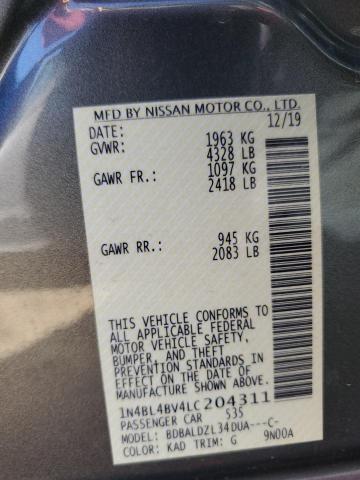 MFD BY NISSAN MOTOR CO., LTD.
DATE: 12/19
GVWR: 1963 KG
4328 LB
GAWR FR.: 1097 KG
2418 LB
GAWR RR.: 945 KG
2083 LB
THIS VEHICLE CONFORMS TO
ALL APPLICABLE FEDERAL
MOTOR VEHICLE SAFETY,
BUMPER, AND THEFT
PREVENTION STANDARDS IN
EFFECT ON THE DATE OF
MANUFACTURE SHOWN ABOVE.
1N4BL4BV4LC204311
PASSENGER CAR 535
MODEL: BDBALDZL34DUA---C-
COLOR: KAD TRIM: G 9N00A